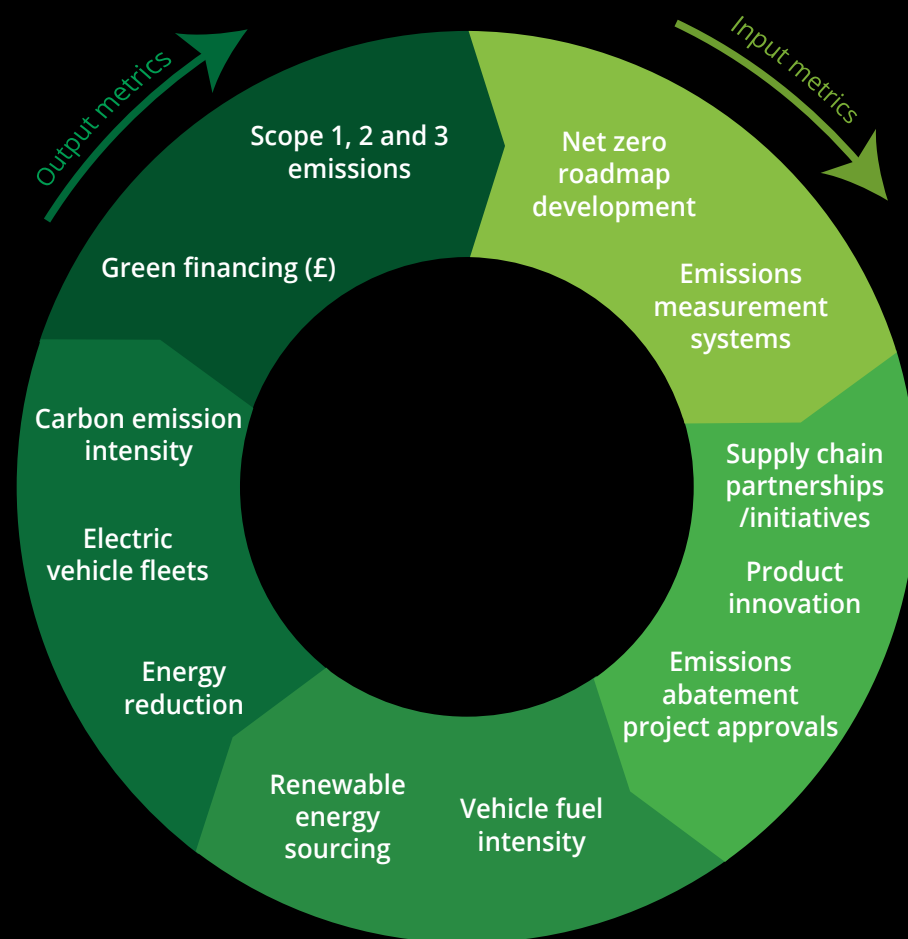 Output metrics
Input metrics
Scope 1, 2 and 3
emissions
Green financing (£)
Net zero
roadmap
development
Emissions
measurement
systems
Supply chain
partnerships
/initiatives
Product
innovation
Emissions
abatement
project approvals
Vehicle fuel
intensity
Renewable
energy
sourcing
Energy
reduction
Electric
vehicle fleets
Carbon emission
intensity